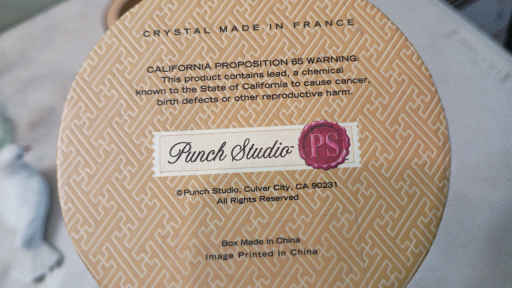 CRYSTAL MADE IN FRANCE
CALIFORNIA PROPOSITION 65 WARNING:
This product contains lead, a chemical
known to the State of California to cause cancer,
birth defects or other reproductive harm.
Punch Studio PS
©Punch Studio, Culver City, CA 90231
All Rights Reserved
Box Made in China
Image Printed in China